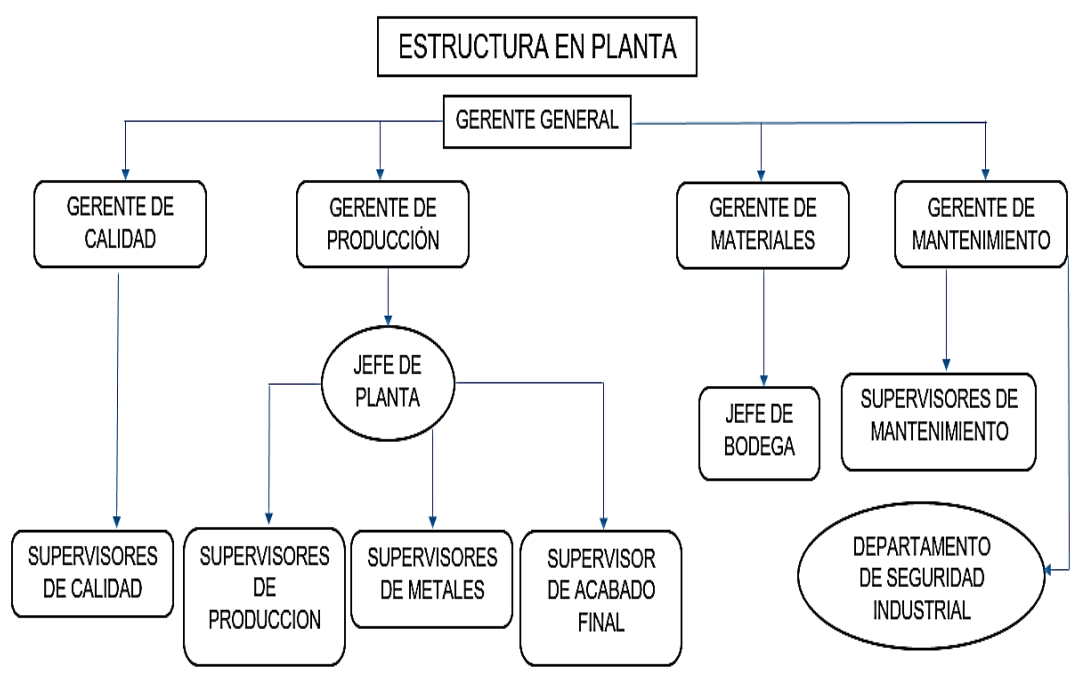 ESTRUCTURA EN PLANTA
GERENTE GENERAL
GERENTE DE
CALIDAD
GERENTE DE
PRODUCCIÓN
GERENTE DE
MATERIALES
GERENTE DE
MANTENIMIENTO
JEFE DE
PLANTA
JEFE DE
BODEGA
SUPERVISORES DE
MANTENIMIENTO
SUPERVISORES
DE CALIDAD
SUPERVISORES
DE
PRODUCCION
SUPERVISORES
DE METALES
SUPERVISOR
DE ACABADO
FINAL
DEPARTAMENTO
DE SEGURIDAD
INDUSTRIAL